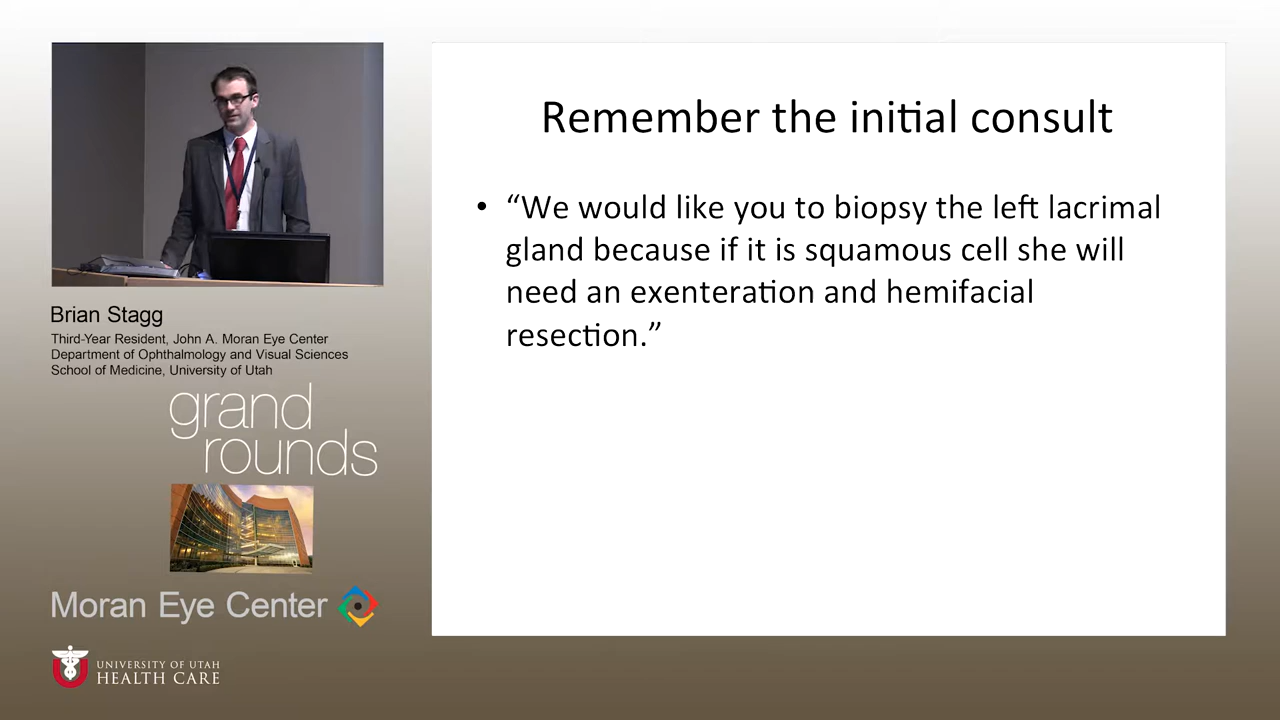 Brian Stagg
Third-Year Resident, John A. Moran Eye Center
Department of Ophthalmology and Visual Sciences
School of Medicine, University of Utah
grand
rounds
Moran Eye Center
UNIVERSITY OF UTAH
HEALTH CARE
Remember the initial consult
• “We would like you to biopsy the left lacrimal
gland because if it is squamous cell she will
need an exenteration and hemifacial
resection.”